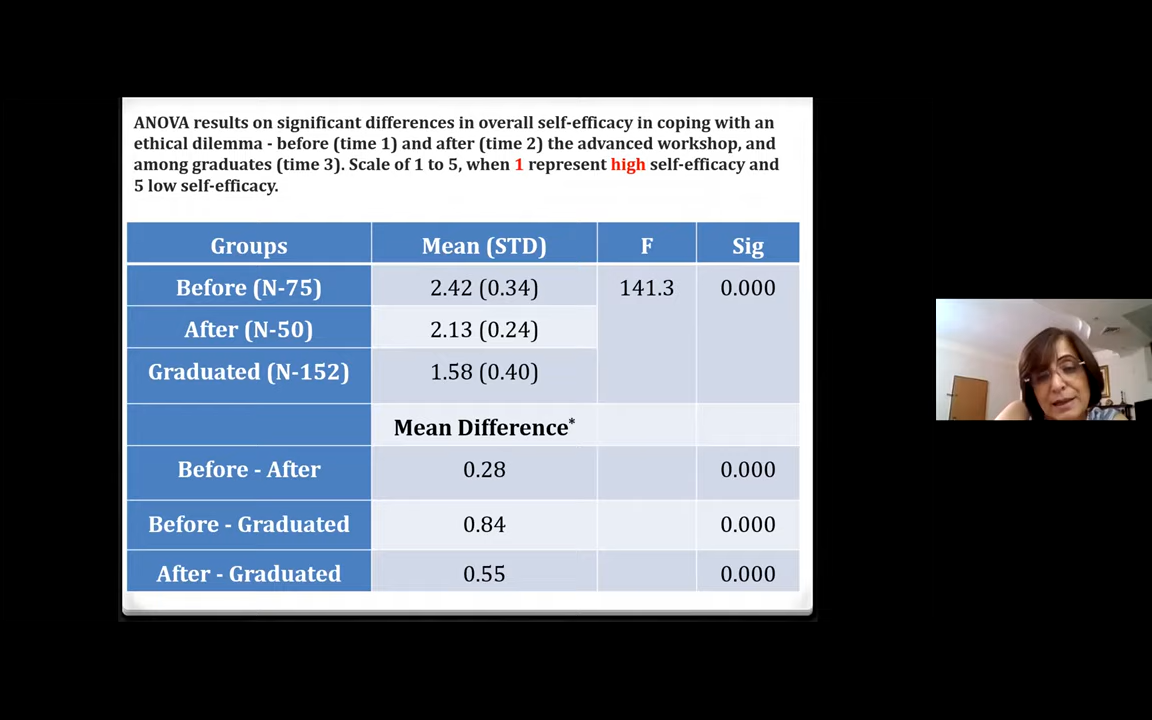 ANOVA results on significant differences in overall self-efficacy in coping with an
ethical dilemma - before (time 1) and after (time 2) the advanced workshop, and
among graduates (time 3). Scale of 1 to 5, when 1 represent high self-efficacy and
5 low self-efficacy.
Groups Mean (STD) F Sig
Before (N-75) 2.42 (0.34) 141.3 0.000
After (N-50) 2.13 (0.24)
Graduated (N-152) 1.58 (0.40)
Mean Difference*
Before - After 0.28 0.000
Before - Graduated 0.84 0.000
After - Graduated 0.55 0.000